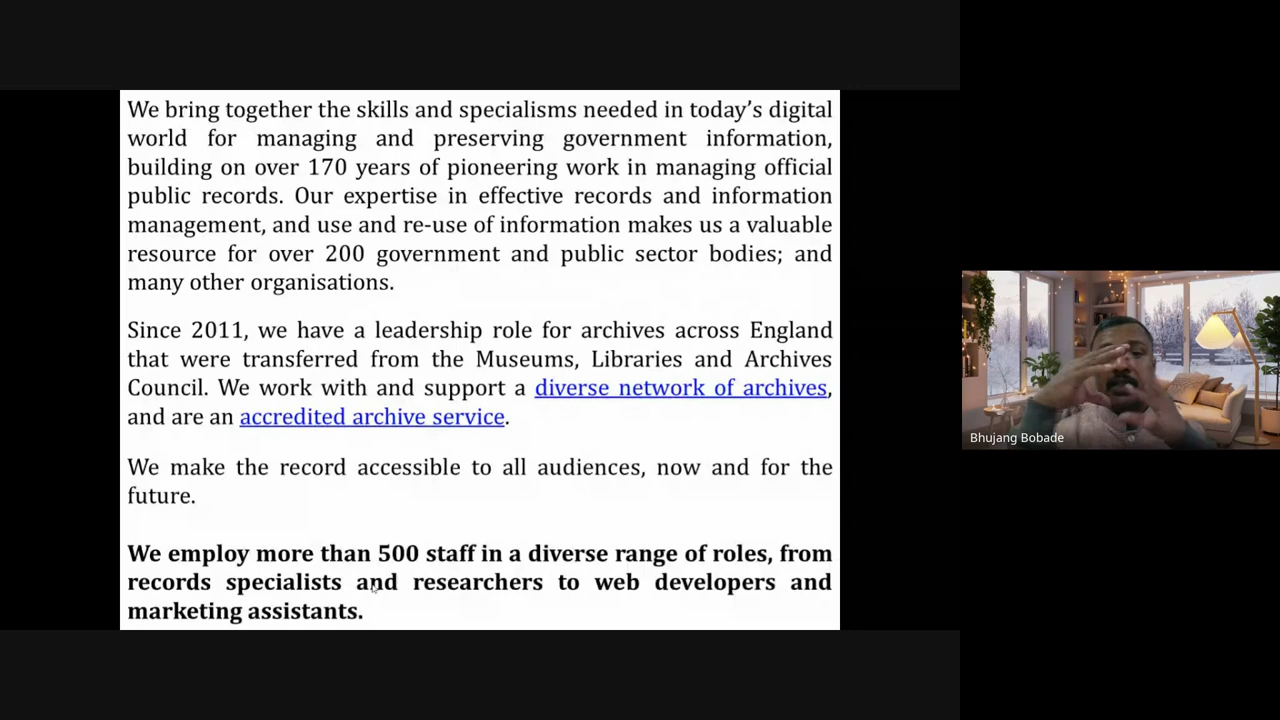 We bring together the skills and specialisms needed in today’s digital
world for managing and preserving government information,
building on over 170 years of pioneering work in managing official
public records. Our expertise in effective records and information
management, and use and re-use of information makes us a valuable
resource for over 200 government and public sector bodies; and
many other organisations.
Since 2011, we have a leadership role for archives across England
that were transferred from the Museums, Libraries and Archives
Council. We work with and support a diverse network of archives,
and are an accredited archive service.
We make the record accessible to all audiences, now and for the
future.
We employ more than 500 staff in a diverse range of roles, from
records specialists and researchers to web developers and
marketing assistants.
Bhujang Bobade